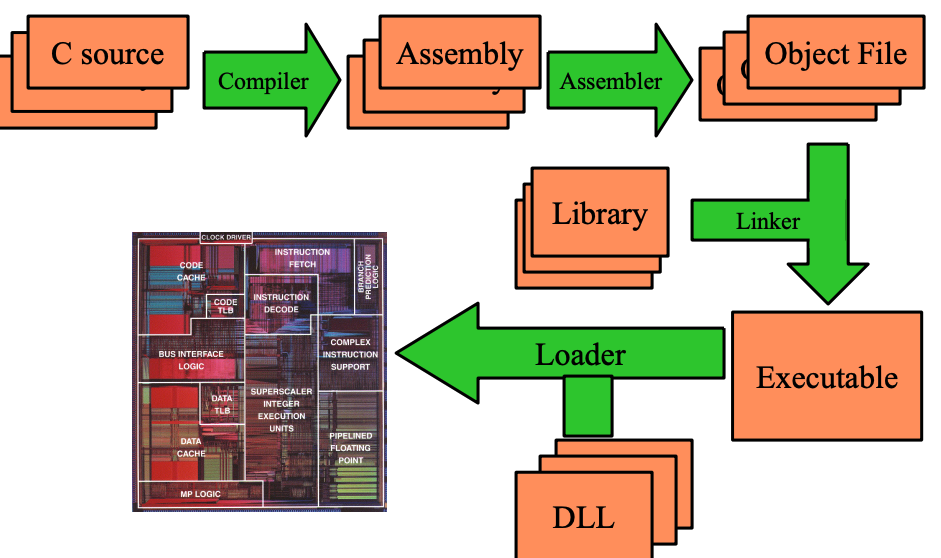 C source
Compiler
Assembly
Assembler
Object File
Library
Linker
Executable
Loader
DLL
CLOCK DRIVER
CODE
CACHE
CODE
TLB
INSTRUCTION
FETCH
BRANCH
PREDICTION
LOGIC
INSTRUCTION
DECODE
BUS INTERFACE
LOGIC
COMPLEX
INSTRUCTION
SUPPORT
DATA
TLB
SUPERSCALER
INTEGER
EXECUTION
UNITS
DATA
CACHE
PIPELINED
FLOATING
POINT
MP LOGIC